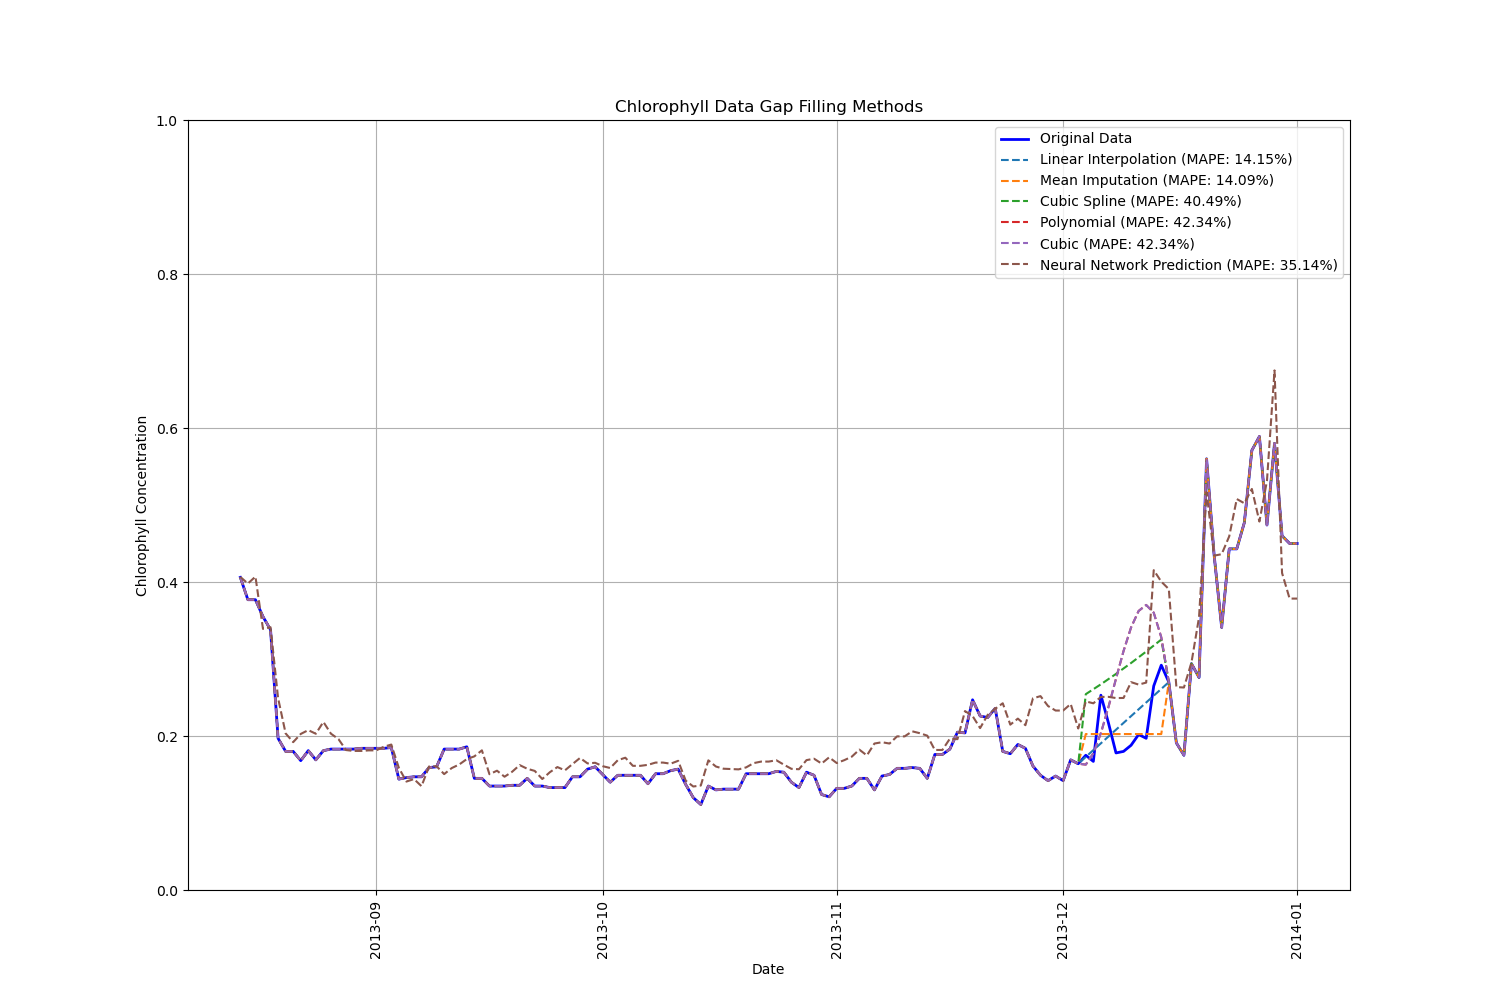 Chlorophyll Data Gap Filling Methods
1.0
0.8
0.6
0.4
0.2
0.0
Chlorophyll Concentration
Original Data
Linear Interpolation (MAPE: 14.15%)
Mean Imputation (MAPE: 14.09%)
Cubic Spline (MAPE: 40.49%)
Polynomial (MAPE: 42.34%)
Cubic (MAPE: 42.34%)
Neural Network Prediction (MAPE: 35.14%)
2013-09
2013-10
2013-11
2013-12
2014-01
Date